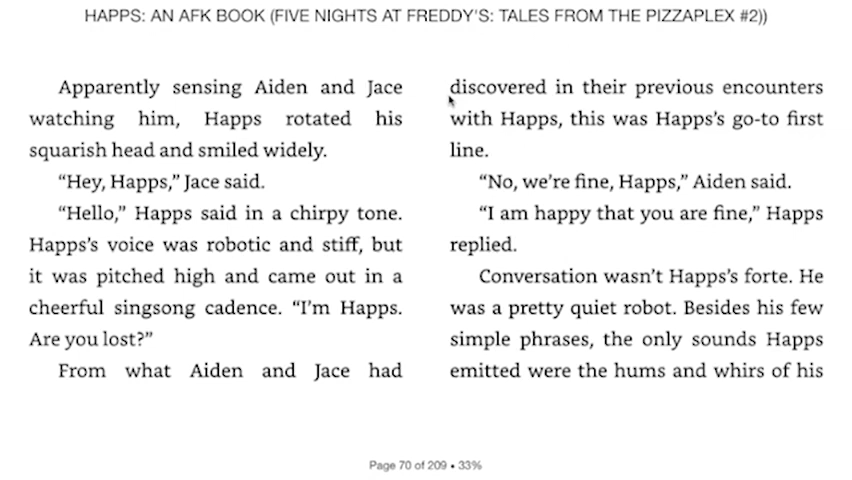 HAPPS: AN AFK BOOK (FIVE NIGHTS AT FREDDY'S: TALES FROM THE PIZZAPLEX #2))
Apparently sensing Aiden and Jace
watching him, Happs rotated his
squarish head and smiled widely.
“Hey, Happs,” Jace said.
“Hello,” Happs said in a chirpy tone.
Happs’s voice was robotic and stiff, but
it was pitched high and came out in a
cheerful singsong cadence. “I’m Happs.
Are you lost?”
From what Aiden and Jace had
discovered in their previous encounters
with Happs, this was Happs’s go-to first
line.
“No, we’re fine, Happs,” Aiden said.
“I am happy that you are fine,” Happs
replied.
Conversation wasn’t Happs’s forte. He
was a pretty quiet robot. Besides his few
simple phrases, the only sounds Happs
emitted were the hums and whirs of his
Page 70 of 209 • 33%